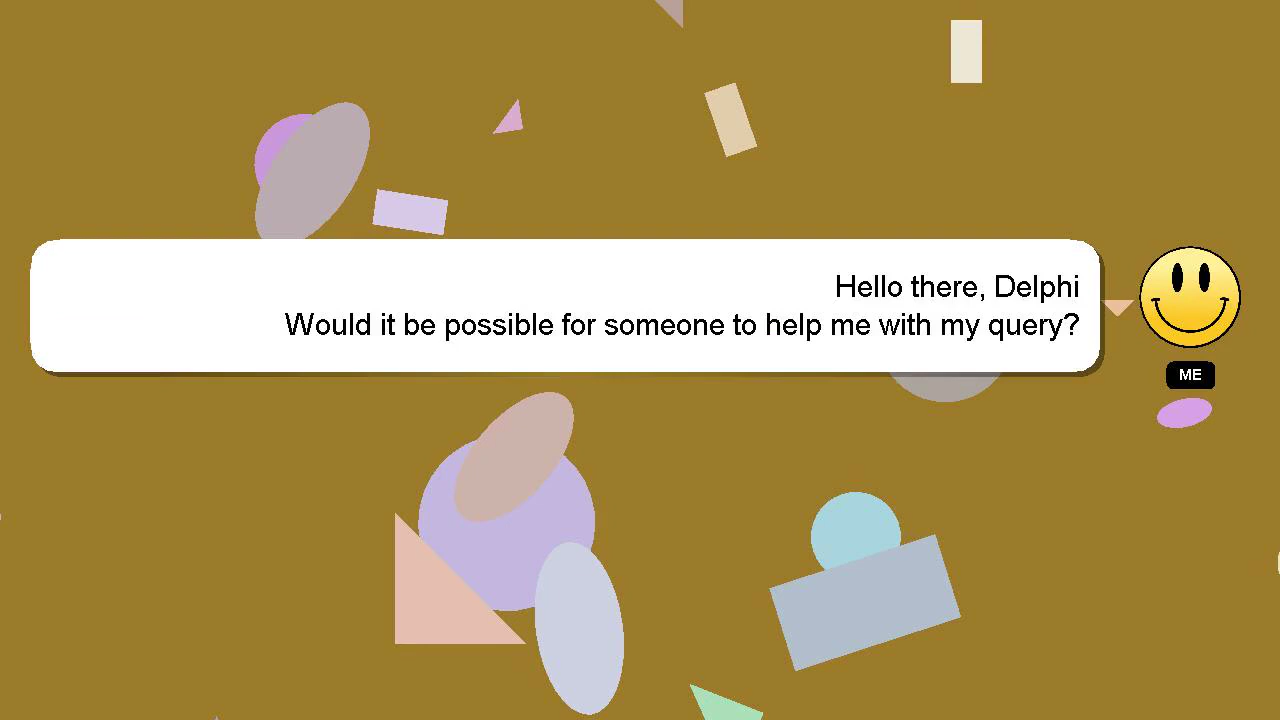 Hello there, Delphi
Would it be possible for someone to help me with my query?
ME